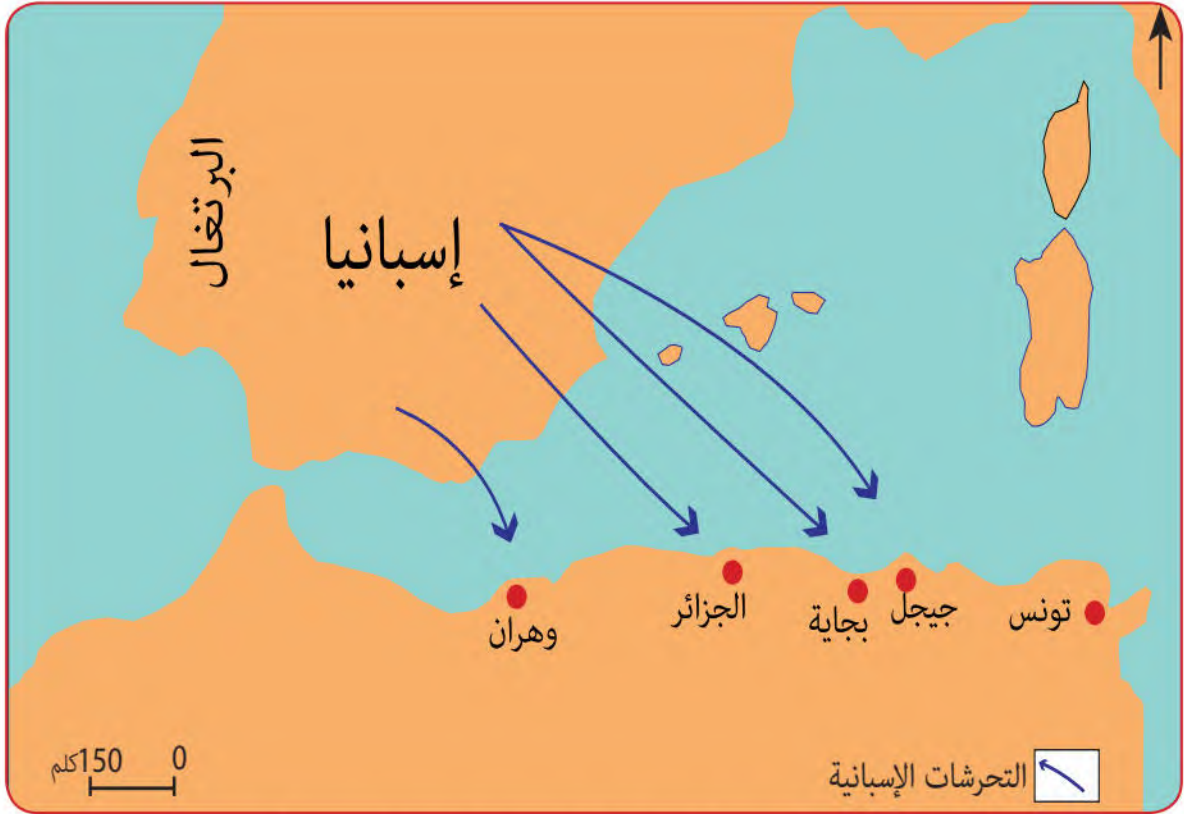 البرتغال
إسبانيا
وهران
الجزائر
بجاية
جيجل
تونس
0 150كلم
التحرشات الإسبانية